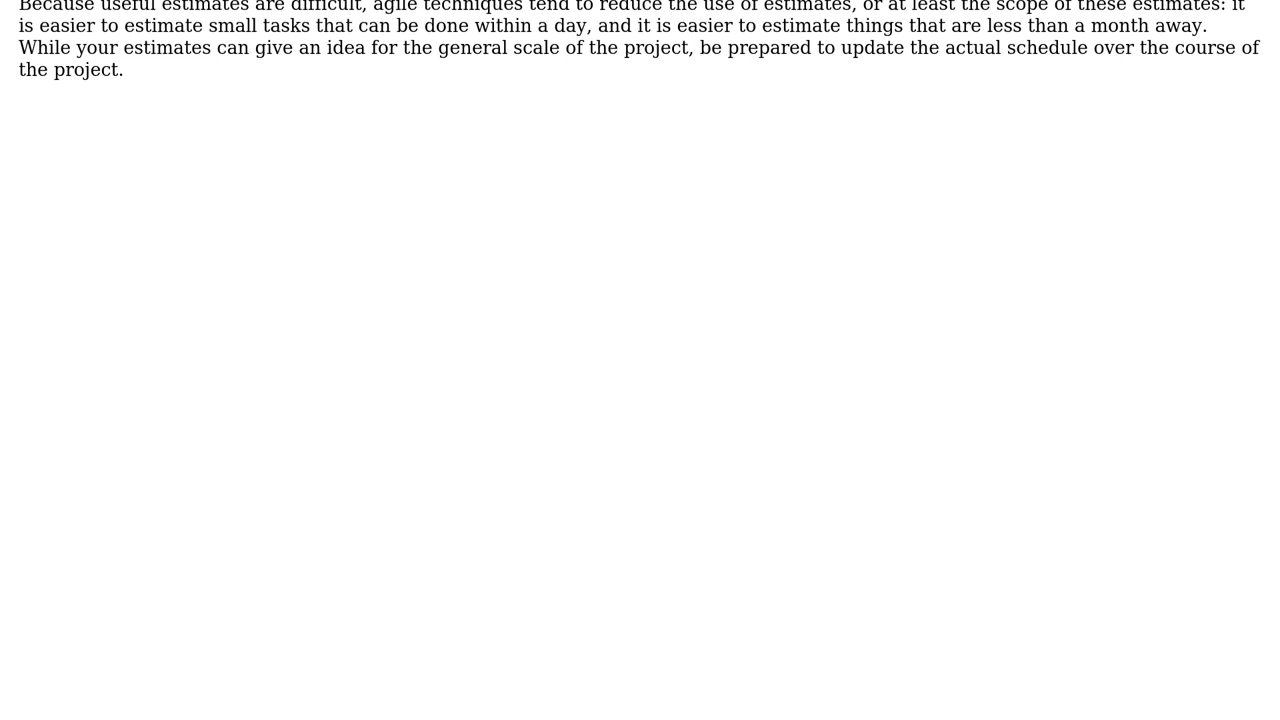 Because useful estimates are difficult, agile techniques tend to reduce the use of estimates, or at least the scope of these estimates: it
is easier to estimate small tasks that can be done within a day, and it is easier to estimate things that are less than a month away.
While your estimates can give an idea for the general scale of the project, be prepared to update the actual schedule over the course of
the project.